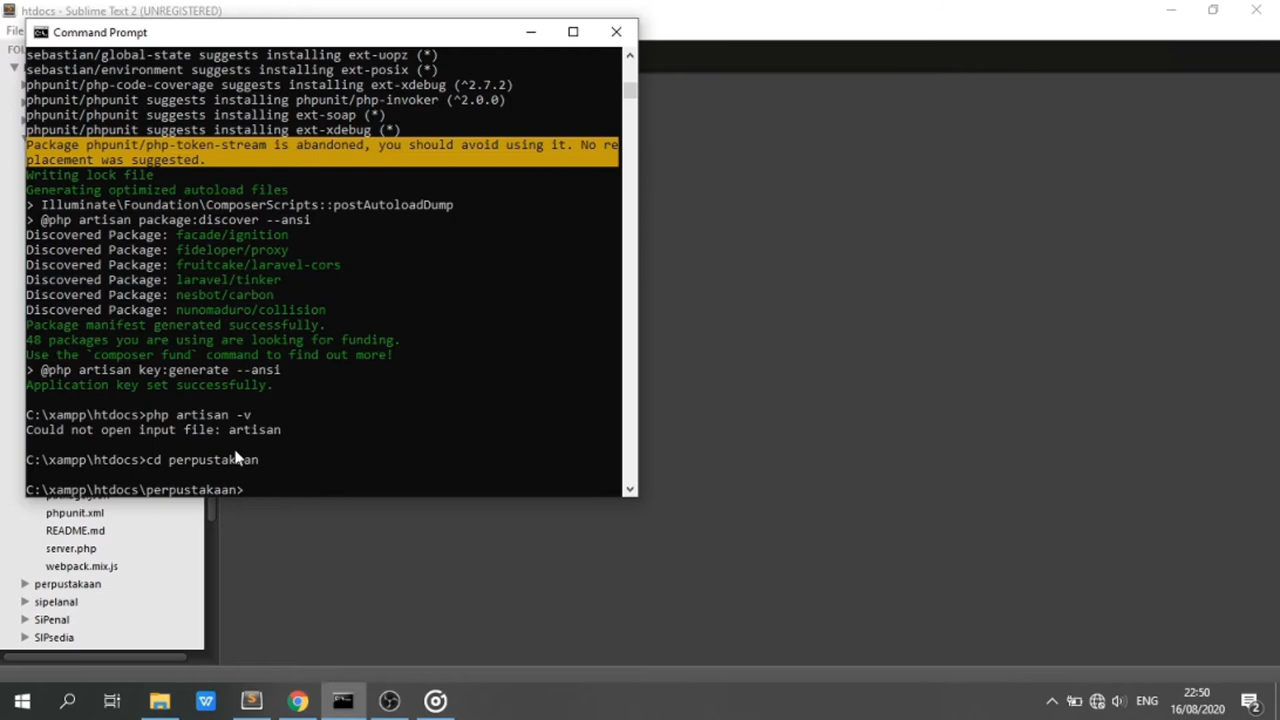 htdocs - Sublime Text 2 (UNREGISTERED)
File
Command Prompt
FOL
sebastian/global-state suggests installing ext-uopz (*)
sebastian/environment suggests installing ext-posix (*)
phpunit/php-code-coverage suggests installing ext-xdebug (^2.7.2)
phpunit/phpunit suggests installing phpunit/php-invoker (^2.0.0)
phpunit/phpunit suggests installing ext-soap (*)
phpunit/phpunit suggests installing ext-xdebug (*)
Package phpunit/php-token-stream is abandoned, you should avoid using it. No re
placement was suggested.
Writing lock file
Generating optimized autoload files
> Illuminate\Foundation\ComposerScripts::postAutoloadDump
> @php artisan package:discover --ansi
Discovered Package: facade/ignition
Discovered Package: fideloper/proxy
Discovered Package: fruitcake/laravel-cors
Discovered Package: laravel/tinker
Discovered Package: nesbot/carbon
Discovered Package: nunomaduro/collision
Package manifest generated successfully.
48 packages you are using are looking for funding.
Use the `composer fund` command to find out more!
> @php artisan key:generate --ansi
Application key set successfully.
C:\xampp\htdocs>php artisan -v
Could not open input file: artisan
C:\xampp\htdocs>cd perpustakaan
C:\xampp\htdocs\perpustakaan>
package.json
phpunit.xml
README.md
server.php
webpack.mix.js
perpustakaan
sipelanal
SiPenal
SIPsedia
ENG
22:50
16/08/2020
2